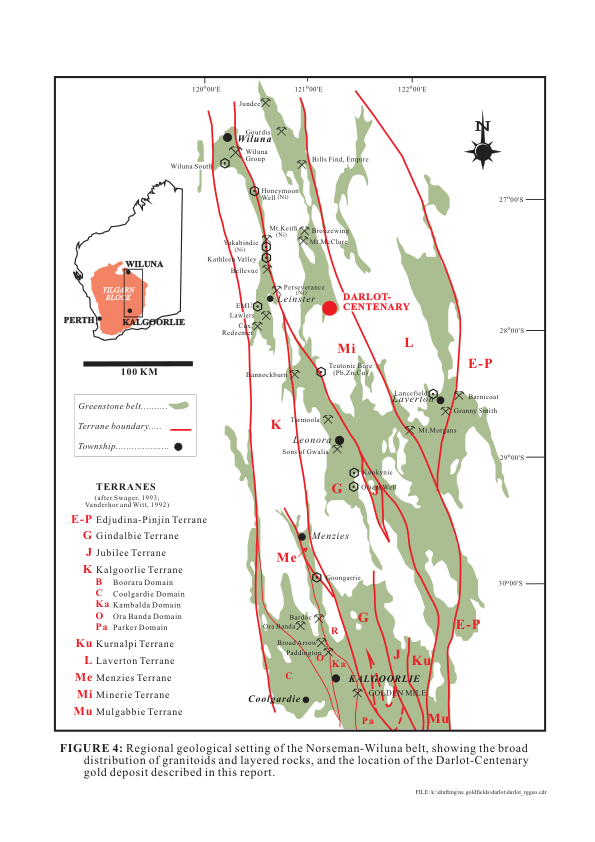 120°00'E
121°00'E
122°00'E
Jundee
Gourdis
Wiluna
Wiluna
Group
Wiluna South
Bills Find, Empire
N
Honeymoon
Well (Ni)
27°00'S
Mt.Keith
(Ni)
Bronzewing
Mt.McClure
Yakabindie
(Ni)
Kathleen Valley
Bellevue
Perseverance
(Ni)
Leinster
EMU
Lawlers
Cox
Redeemer
DARLOT-
CENTENARY
WILUNA
YILGARN
BLOCK
PERTH
KALGOORLIE
100 KM
28°00'S
Mi
L
E-P
Teutonic Bore
(Pb,Zn,Cu)
Bannockburn
Lancefield
Laverton
Barnicoat
Granny Smith
Greenstone belt..........
Terrane boundary.......
Township.....................
K
Tarmoola
Leonora
Sons of Gwalia
Mt.Morgans
29°00'S
Kookynie
Orient Well
G
J
TERRANES
(after Swager, 1993;
Vanderhor and Witt, 1992)
E-P Edjudina-Pinjin Terrane
G Gindalbie Terrane
J Jubilee Terrane
K Kalgoorlie Terrane
B Boorara Domain
C Coolgardie Domain
Ka Kambalda Domain
O Ora Banda Domain
Pa Parker Domain
Ku Kurnalpi Terrane
L Laverton Terrane
Me Menzies Terrane
Mi Minerie Terrane
Mu Mulgabbie Terrane
Menzies
Me
Goongarrie
30°00'S
Bardoc
Ora Banda
G
E-P
R
Broad Arrow
Paddington
O
Ka
J
Ku
C
KALGOORLIE
GOLDEN MILE
Coolgardie
Pa
Mu
FIGURE 4: Regional geological setting of the Norseman-Wiluna belt, showing the broad
distribution of granitoids and layered rocks, and the location of the Darlot-Centenary
gold deposit described in this report.
FILE: k:\drafting\ne goldfields\darlot\darlot_rggeo.cdr